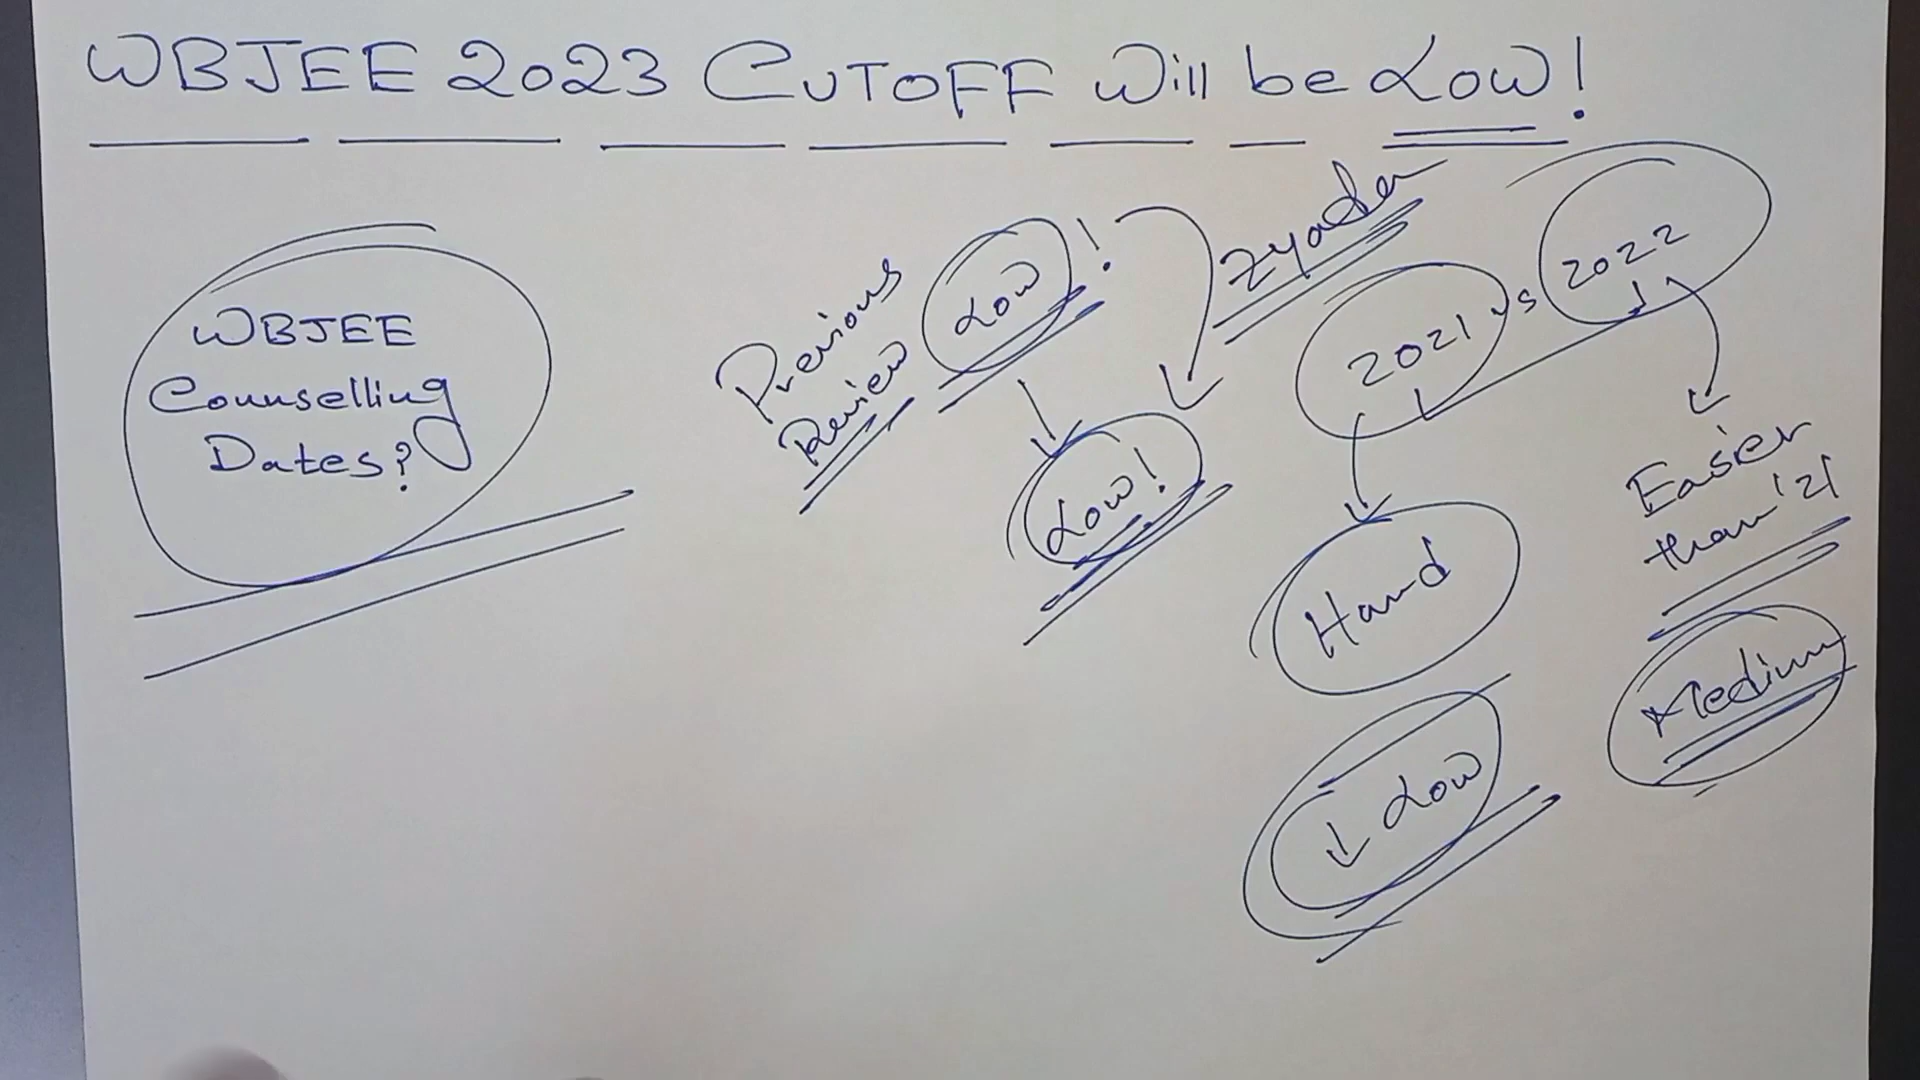 WBJEE 2023 CUTOFF Will be Low!
WBJEE
Counselling
Dates?
Previous
Review
Low!
Low!
Zyada
2021 vs 2022
Hard
↓ Low
Easier
than '21
Medium